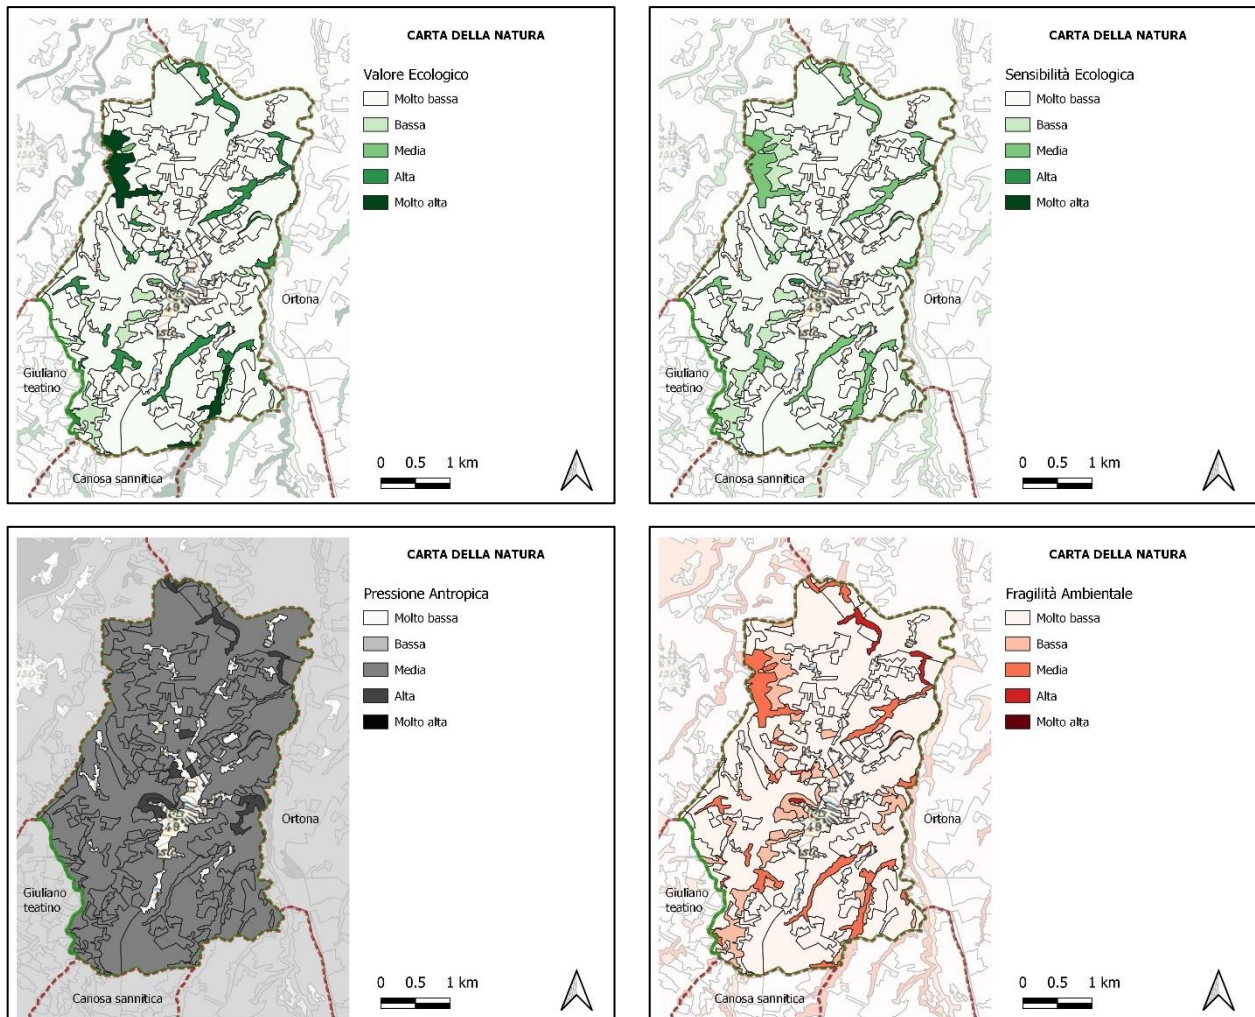 CARTA DELLA NATURA
Valore Ecologico
Molto bassa
Bassa
Media
Alta
Molto alta
Ortona
Giuliano
teatino
Canosa sannitica
0 0.5 1 km
CARTA DELLA NATURA
Sensibilità Ecologica
Molto bassa
Bassa
Media
Alta
Molto alta
Ortona
Giuliano
teatino
Canosa sannitica
0 0.5 1 km
CARTA DELLA NATURA
Pressione Antropica
Molto bassa
Bassa
Media
Alta
Molto alta
Ortona
Giuliano
teatino
Canosa sannitica
0 0.5 1 km
CARTA DELLA NATURA
Fragilità Ambientale
Molto bassa
Bassa
Media
Alta
Molto alta
Ortona
Giuliano
teatino
Canosa sannitica
0 0.5 1 km